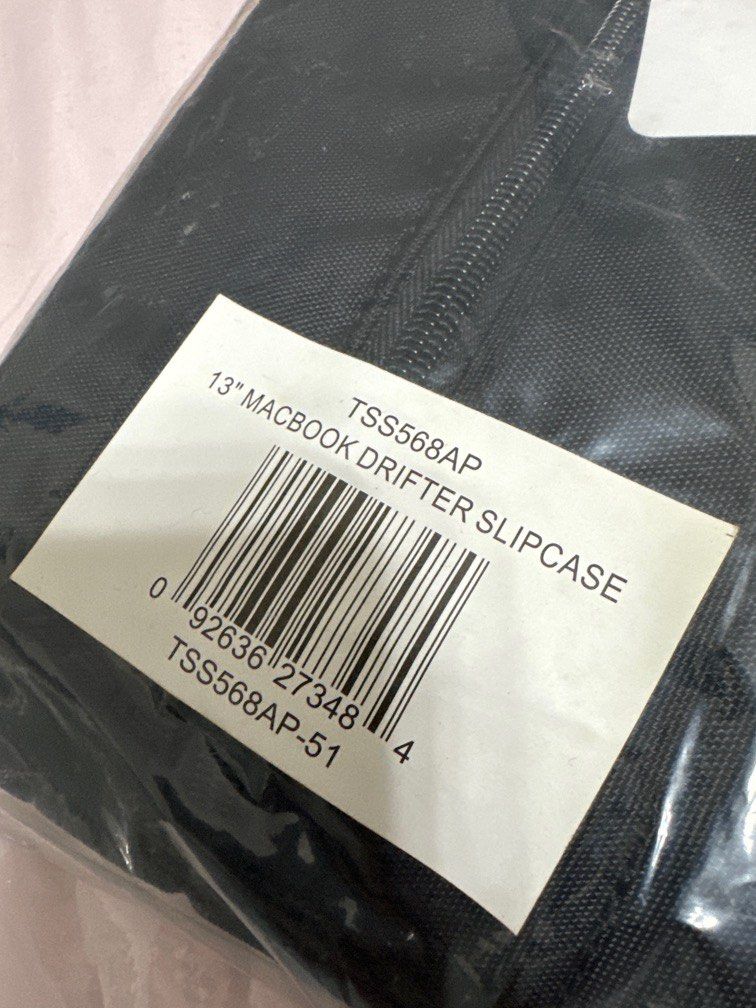 TSS568AP
13" MACBOOK DRIFTER SLIPCASE
0 92636 27348 4
TSS568AP-51